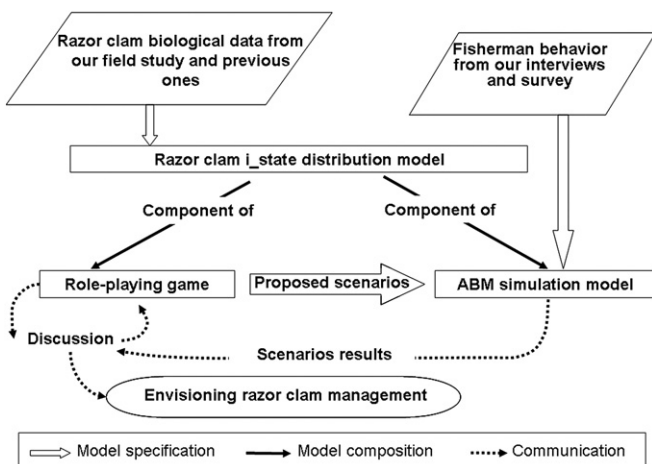 Razor clam biological data from
our field study and previous
ones
Fisherman behavior
from our interviews
and survey
Razor clam i_state distribution model
Component of
Component of
Role-playing game
Proposed scenarios
ABM simulation model
Discussion
Scenarios results
Envisioning razor clam management
Model specification
Model composition
Communication